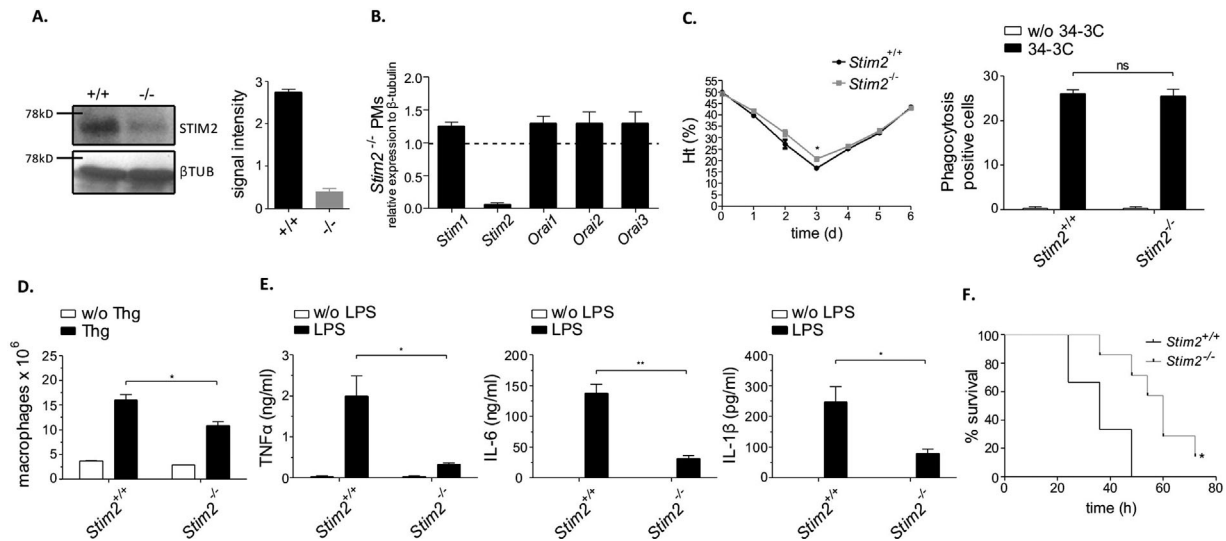 A.
+/+ -/-
78kD
STIM2
78kD
βTUB
signal intensity
3
2
1
0
+/+
-/-
B.
Stim2 -/- PMs
relative expression to β-tubulin
2.0
1.5
1.0
0.5
0.0
Stim1
Stim2
Orai1
Orai2
Orai3
C.
Stim2+/+
Stim2-/-
Ht (%)
55
50
45
40
35
30
25
20
15
10
5
0
*
0 1 2 3 4 5 6
time (d)
w/o 34-3C
34-3C
Phagocytosis
positive cells
30
20
10
0
ns
Stim2+/+
Stim2-/-
D.
w/o Thg
Thg
macrophages x 10^6
25
20
15
10
5
0
*
Stim2+/+
Stim2-/-
E.
w/o LPS
LPS
TNFα (ng/ml)
3
2
1
0
*
Stim2+/+
Stim2-/-
w/o LPS
LPS
IL-6 (ng/ml)
200
150
100
50
0
**
Stim2+/+
Stim2-/-
w/o LPS
LPS
IL-1β (pg/ml)
400
300
200
100
0
*
Stim2+/+
Stim2-/-
F.
Stim2+/+
Stim2-/-
% survival
100
80
60
40
20
0
*
0 20 40 60 80
time (h)